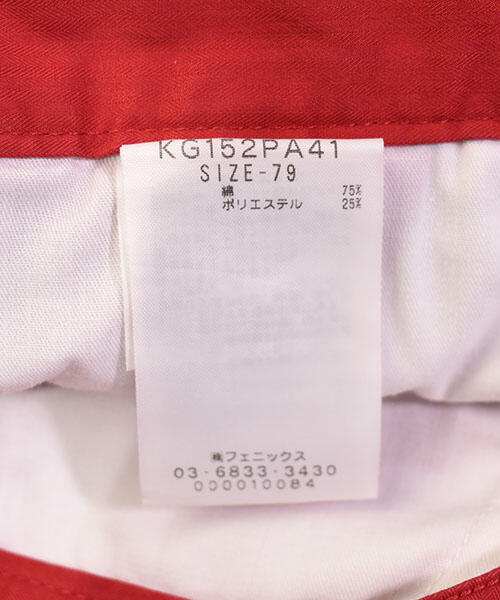 KG152PA41
SIZE-79
綿 75%
ポリエステル 25%
㈱フェニックス
03-6833-3430
000010084